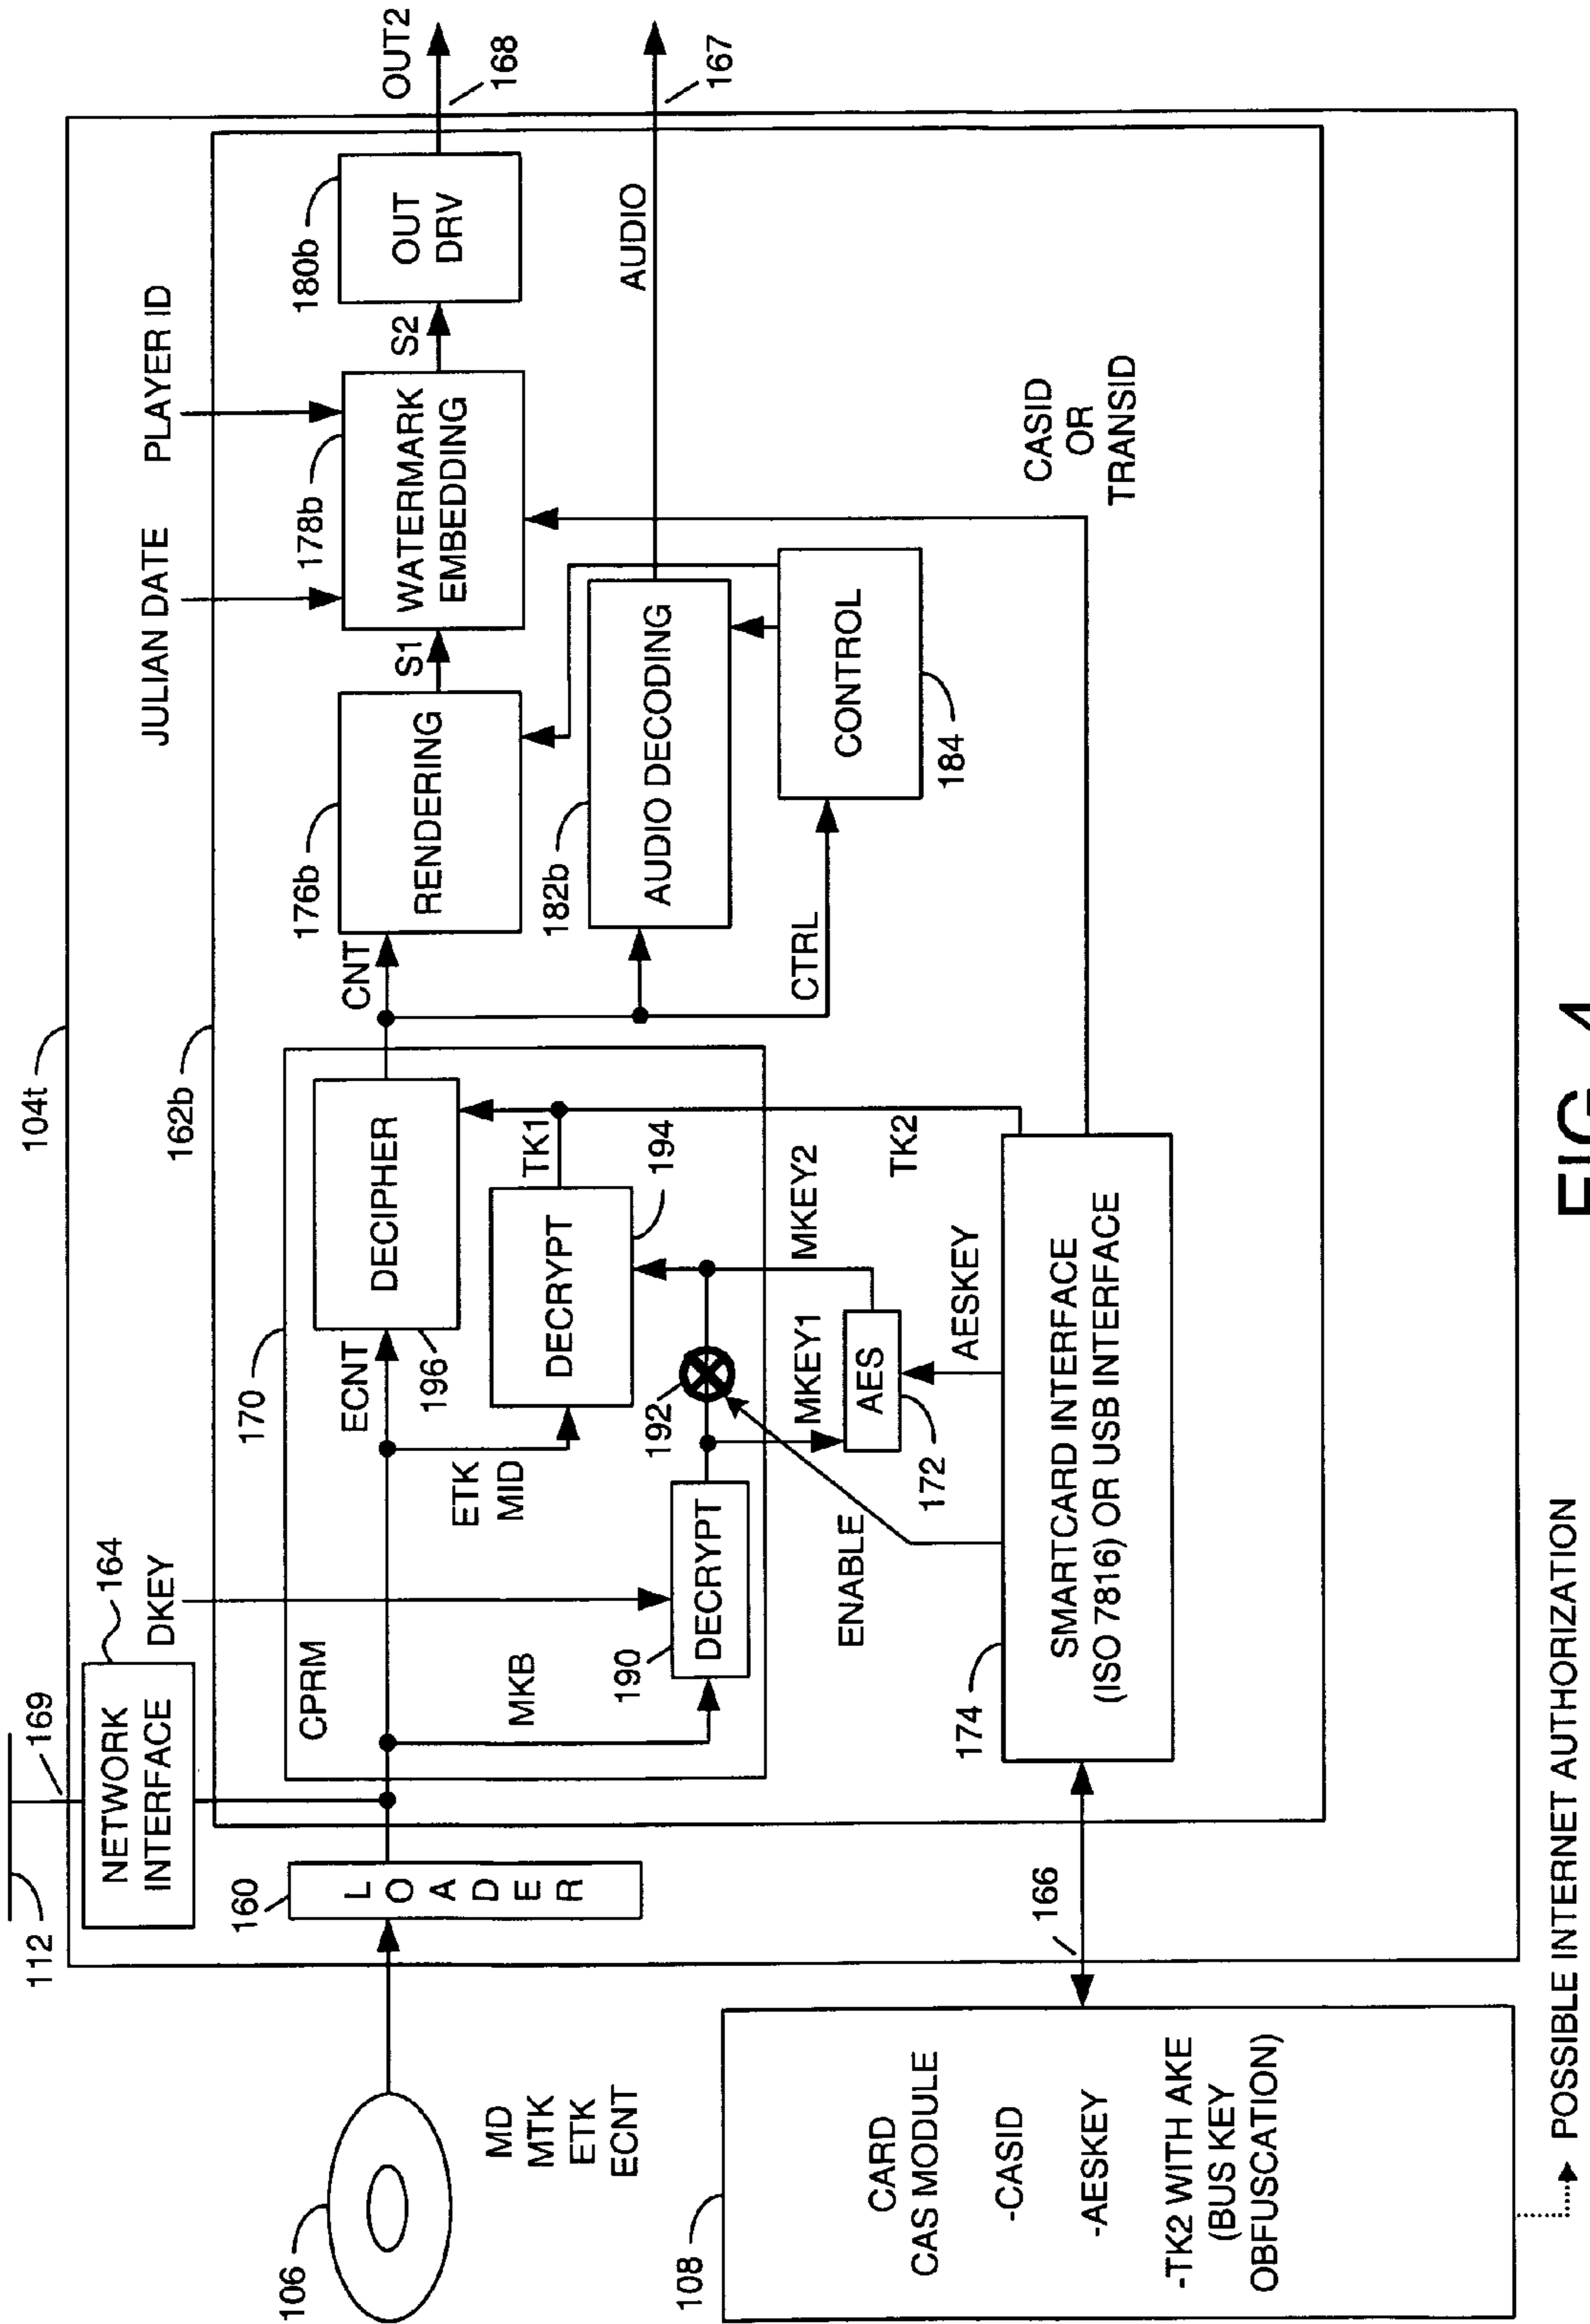 104t
112
169
NETWORK
INTERFACE
164
162b
JULIAN DATE
PLAYER ID
106
MD
MTK
ETK
ECNT
160
LOADER
DKEY
170
CPRM
MKB
190
DECRYPT
ECNT
ETK
MID
DECIPHER
196
DECRYPT
194
TK1
192
MKEY1
MKEY2
AES
172
AESKEY
ENABLE
TK2
CNT
176b
RENDERING
S1
178b
WATERMARK
EMBEDDING
S2
180b
OUT
DRV
OUT2
168
182b
AUDIO DECODING
AUDIO
167
CTRL
CONTROL
184
CASID
OR
TRANSID
174
SMARTCARD INTERFACE
(ISO 7816) OR USB INTERFACE
166
108
CARD
CAS MODULE
-CASID
-AESKEY
-TK2 WITH AKE
(BUS KEY
OBFUSCATION)
POSSIBLE INTERNET AUTHORIZATION
FIG. 4